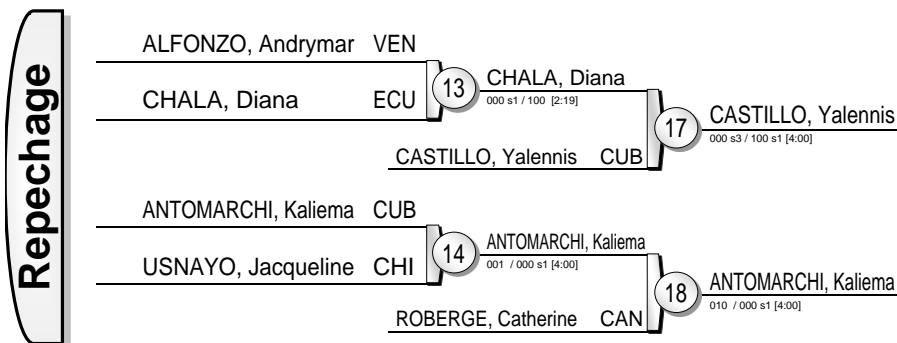 Repechage
ALFONZO, Andrymar VEN
CHALA, Diana ECU
13
CHALA, Diana
000 s1 / 100 [2:19]
CASTILLO, Yalennis CUB
17
CASTILLO, Yalennis
000 s3 / 100 s1 [4:00]
ANTOMARCHI, Kaliema CUB
USNAYO, Jacqueline CHI
14
ANTOMARCHI, Kaliema
001 / 000 s1 [4:00]
ROBERGE, Catherine CAN
18
ANTOMARCHI, Kaliema
010 / 000 s1 [4:00]